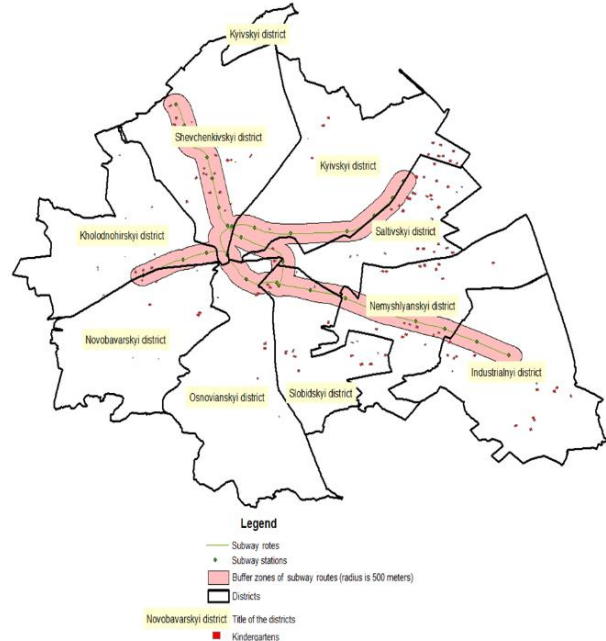 Kyivskyi district
Shevchenkivskyi district
Kyivskyi district
Kholodnohirskyi district
Saltivskyi district
Nemyshlyanskyi district
Novobavarskyi district
Industrialnyi district
Osnovianskyi district
Slobidskyi district
Legend
Subway rotes
Subway stations
Buffer zones of subway routes (radius is 500 meters)
Districts
Novobavarskyi district Title of the districts
Kindergartens